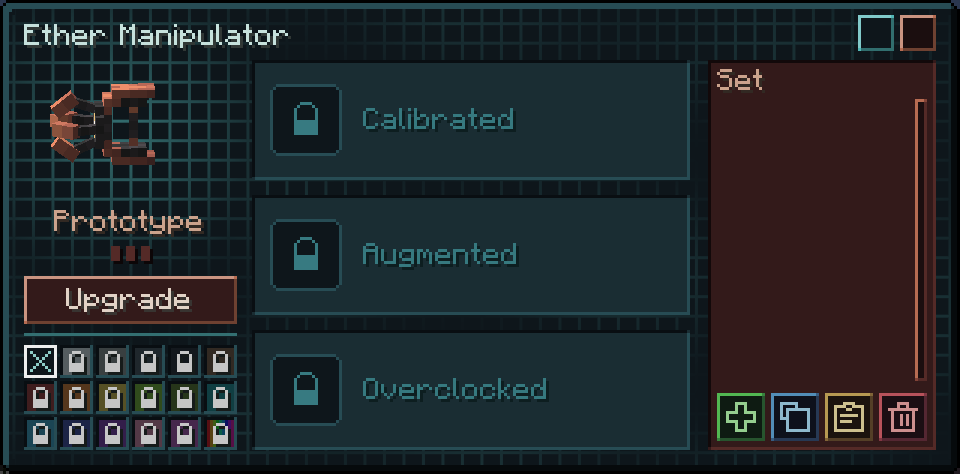 Ether Manipulator
Prototype
Upgrade
Calibrated
Augmented
Overclocked
Set